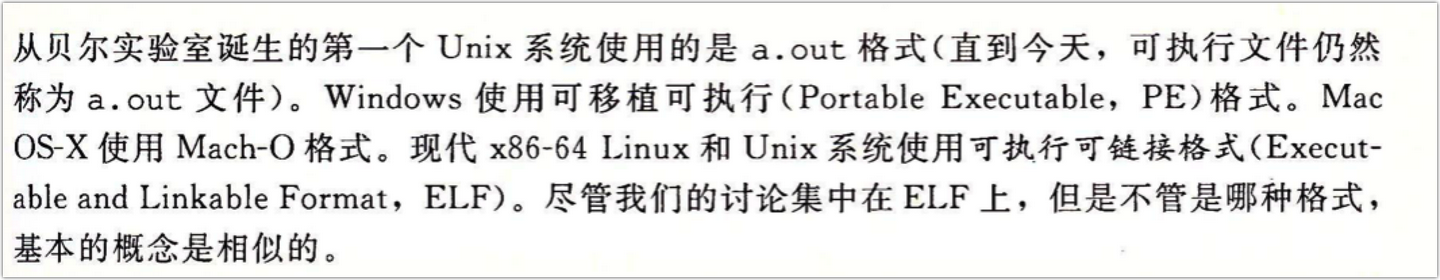 从贝尔实验室诞生的第一个 Unix 系统使用的是 a.out 格式(直到今天，可执行文件仍然
称为 a.out 文件)。Windows 使用可移植可执行(Portable Executable，PE)格式。Mac
OS-X 使用 Mach-O 格式。现代 x86-64 Linux 和 Unix 系统使用可执行可链接格式(Execut-
able and Linkable Format，ELF)。尽管我们的讨论集中在 ELF 上，但是不管是哪种格式，
基本的概念是相似的。